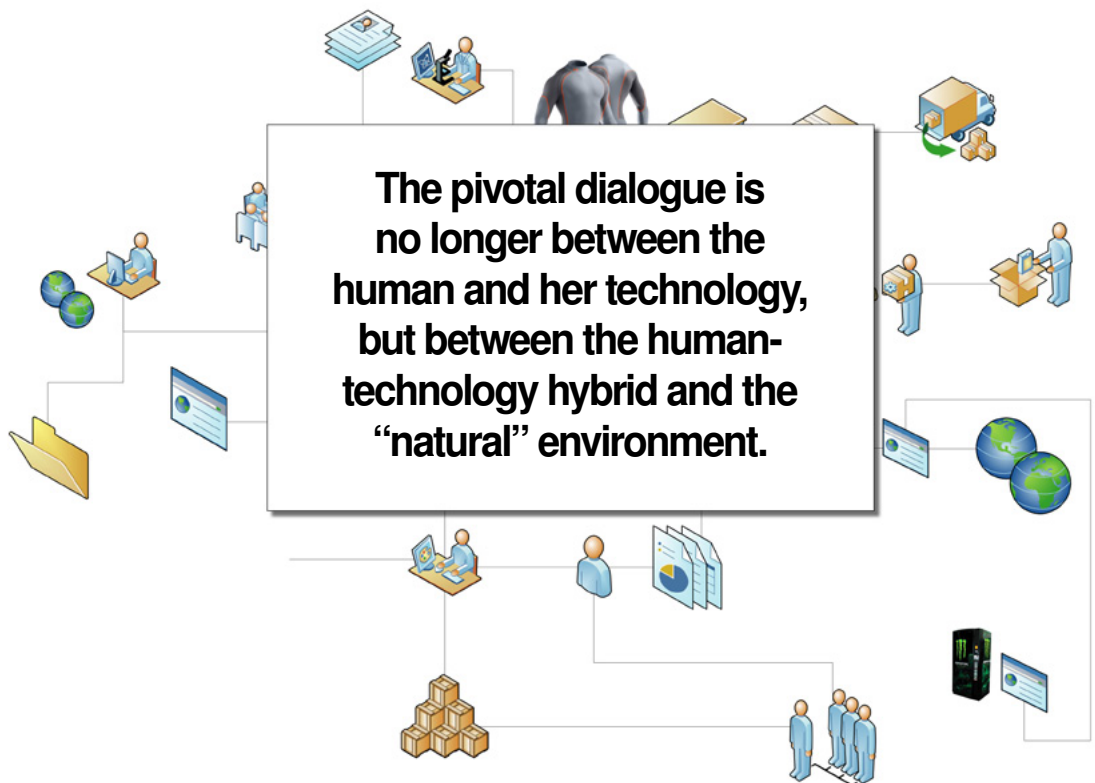 The pivotal dialogue is
no longer between the
human and her technology,
but between the human-
technology hybrid and the
“natural” environment.